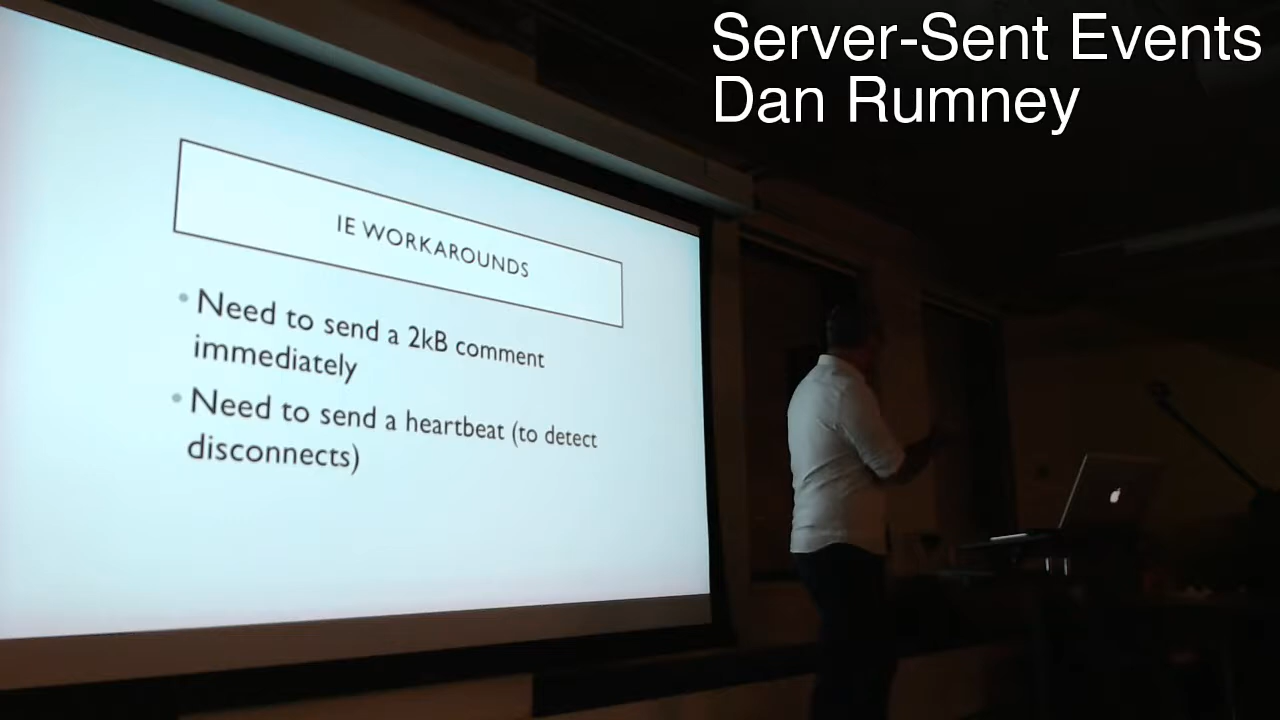 Server-Sent Events
Dan Rumney
IE WORKAROUNDS
• Need to send a 2kB comment
immediately
• Need to send a heartbeat (to detect
disconnects)